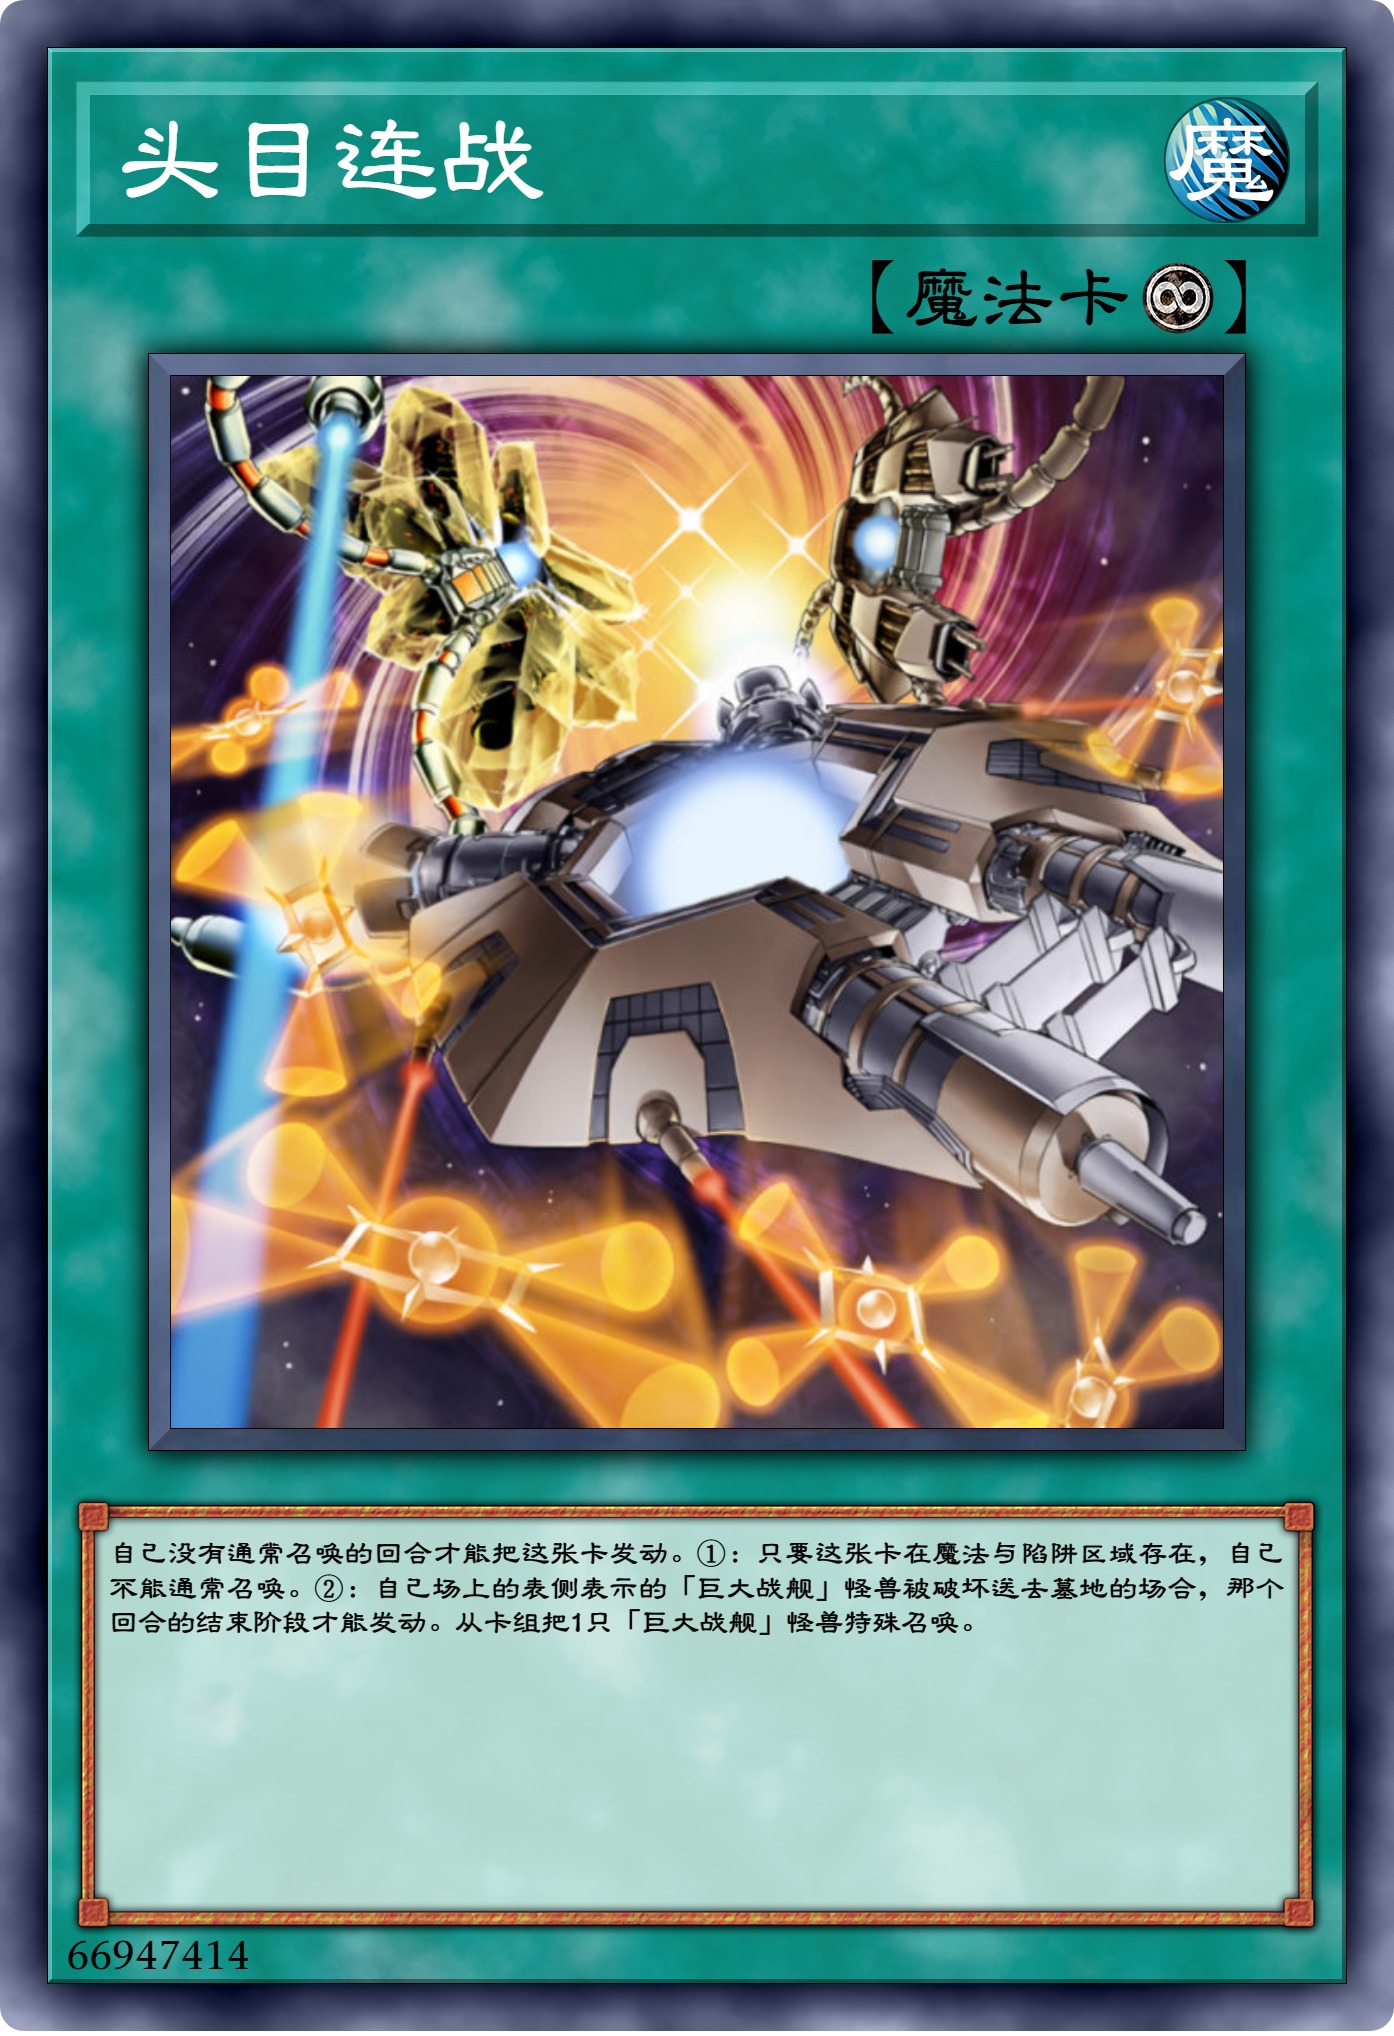 头目连战
魔
【魔法卡】
自己没有通常召唤的回合才能把这张卡发动。①：只要这张卡在魔法与陷阱区域存在，自己
不能通常召唤。②：自己场上的表侧表示的「巨大战舰」怪兽被破坏送去墓地的场合，那个
回合的结束阶段才能发动。从卡组把1只「巨大战舰」怪兽特殊召唤。
66947414